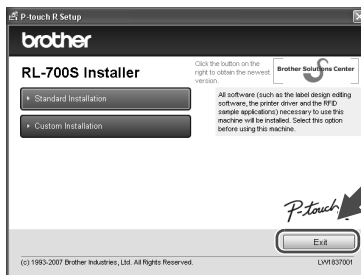 P-touch R Setup
brother
RL-700S Installer
Click the button on the
right to obtain the newest
version.
Brother Solutions Center
Standard Installation
Custom Installation
All software (such as the label design editing
software, the printer driver and the RFID
sample applications) necessary to use this
machine will be installed. Select this option
before using this machine.
P-touch
Exit
(c) 1993-2007 Brother Industries, Ltd. All Rights Reserved.
LW1837001